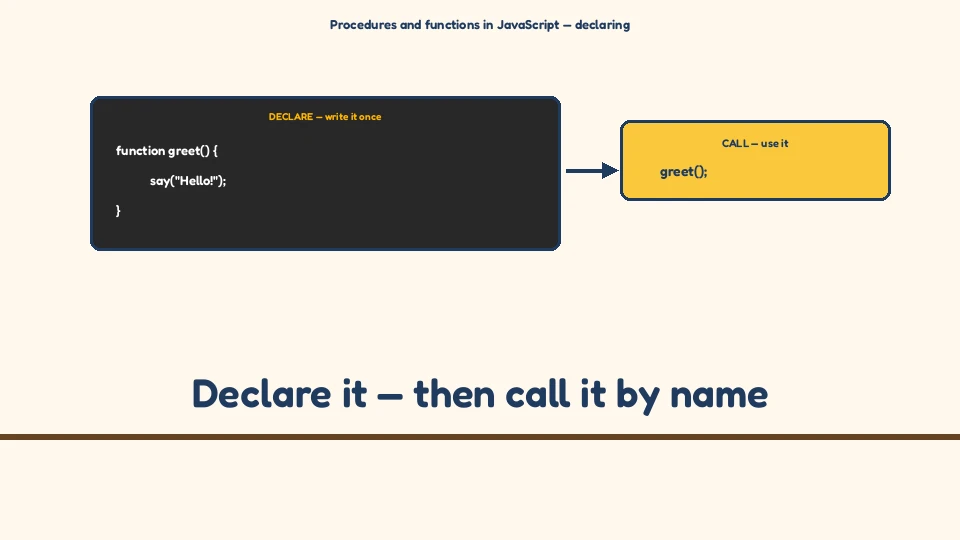 Procedures and functions in JavaScript — declaring
DECLARE — write it once
function greet() {
say("Hello!");
}
CALL — use it
greet();
Declare it — then call it by name